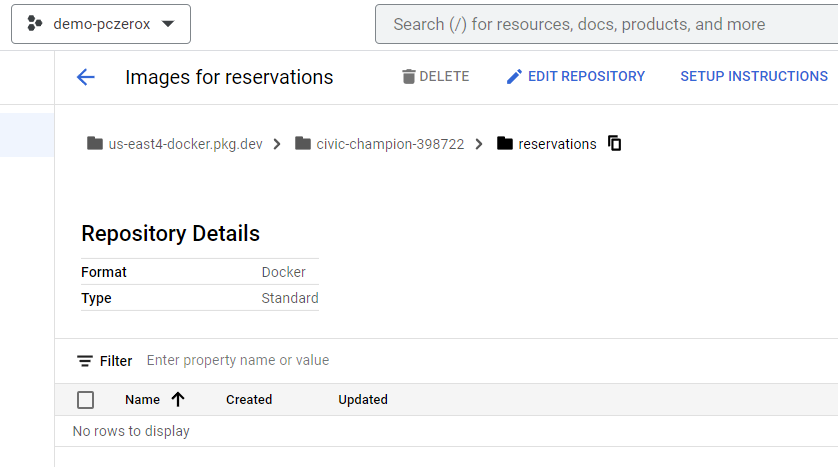 demo-pczerox Search (/) for resources, docs, products, and more
Images for reservations DELETE EDIT REPOSITORY SETUP INSTRUCTIONS
us-east4-docker.pkg.dev civic-champion-398722 reservations
Repository Details
Format Docker
Type Standard
Filter Enter property name or value
Name Created Updated
No rows to display